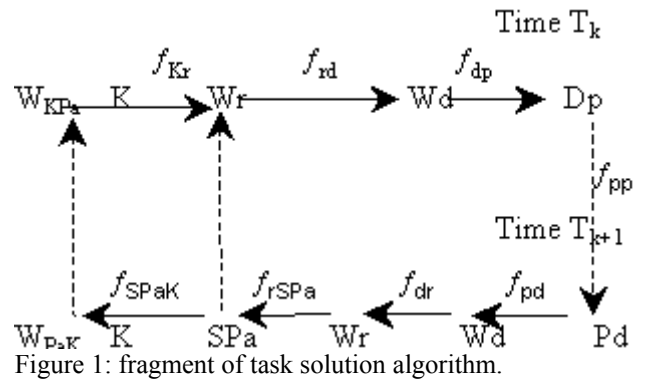 Time T_k
f_Kr f_rd f_dp
W_KPa K Wr Wd Dp
f_pp
Time T_k+1
f_SPaK f_rSPa f_dr f_pd
W_PaK K SPa Wr Wd Pd
Figure 1: fragment of task solution algorithm.